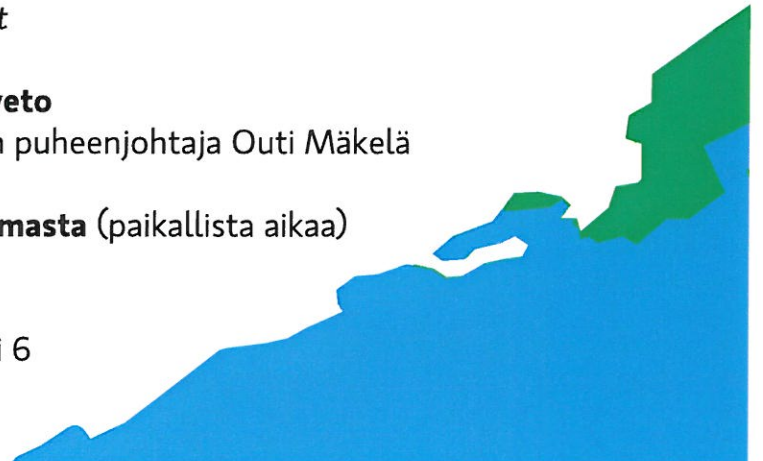 t
veto
n puheenjohtaja Outi Mäkelä
masta (paikallista aikaa)
i 6